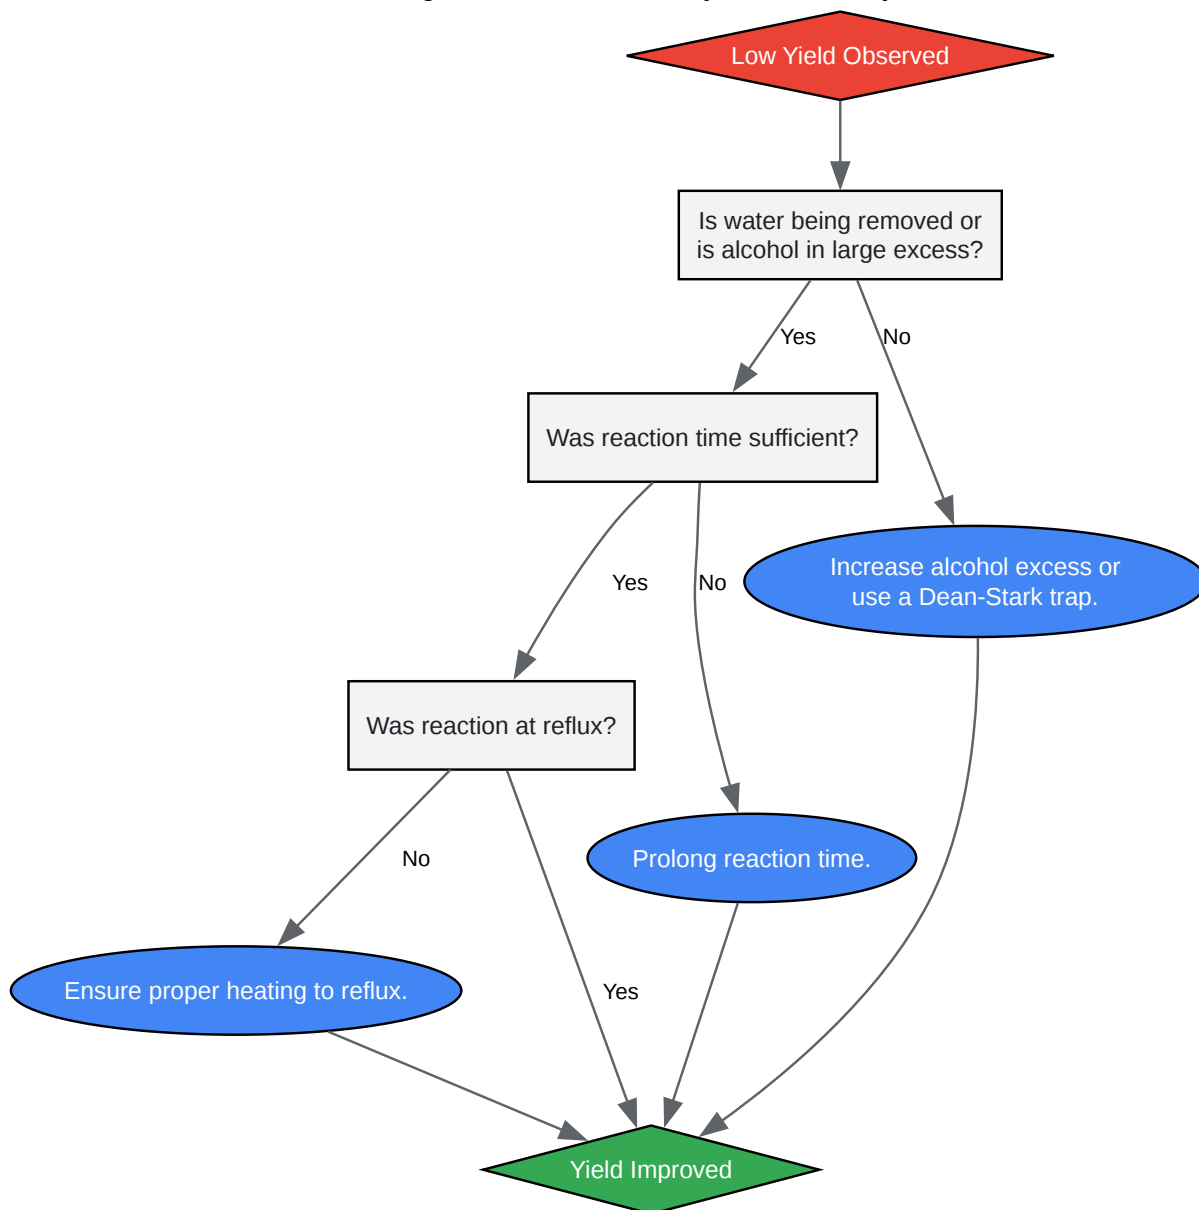 Low Yield Observed
Is water being removed or
is alcohol in large excess?
Yes
No
Was reaction time sufficient?
Increase alcohol excess or
use a Dean-Stark trap.
Yes
No
Was reaction at reflux?
Prolong reaction time.
No
Ensure proper heating to reflux.
Yes
Yield Improved